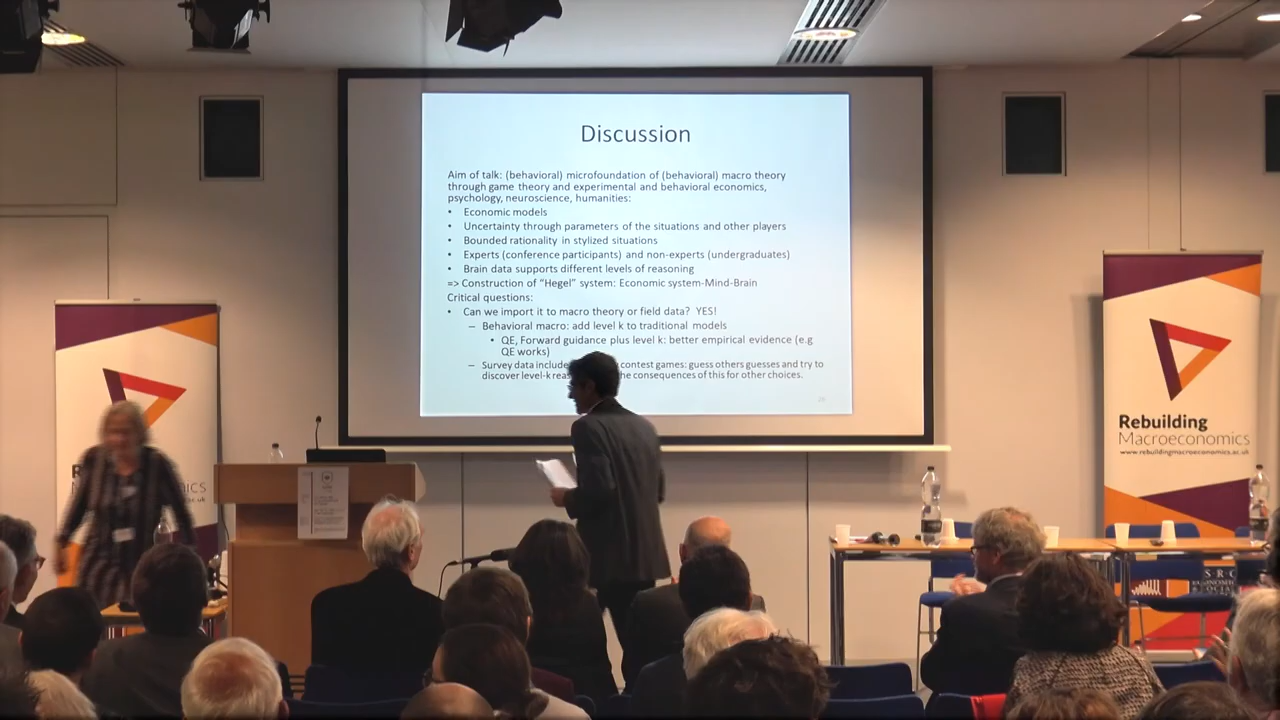 Discussion
Aim of talk: (behavioral) microfoundation of (behavioral) macro theory
through game theory and experimental and behavioral economics,
psychology, neuroscience, humanities:
• Economic models
• Uncertainty through parameters of the situations and other players
• Bounded rationality in stylized situations
• Experts (conference participants) and non-experts (undergraduates)
• Brain data supports different levels of reasoning
=> Construction of "Hegel" system: Economic system-Mind-Brain
Critical questions:
• Can we import it to macro theory or field data? YES!
– Behavioral macro: add level k to traditional models
• QE, Forward guidance plus level k: better empirical evidence (e.g
QE works)
– Survey data include contest games: guess others guesses and try to
discover level-k the consequences of this for other choices.
Rebuilding
Macroeconomics
www.rebuildingmacroeconomics.ac.uk